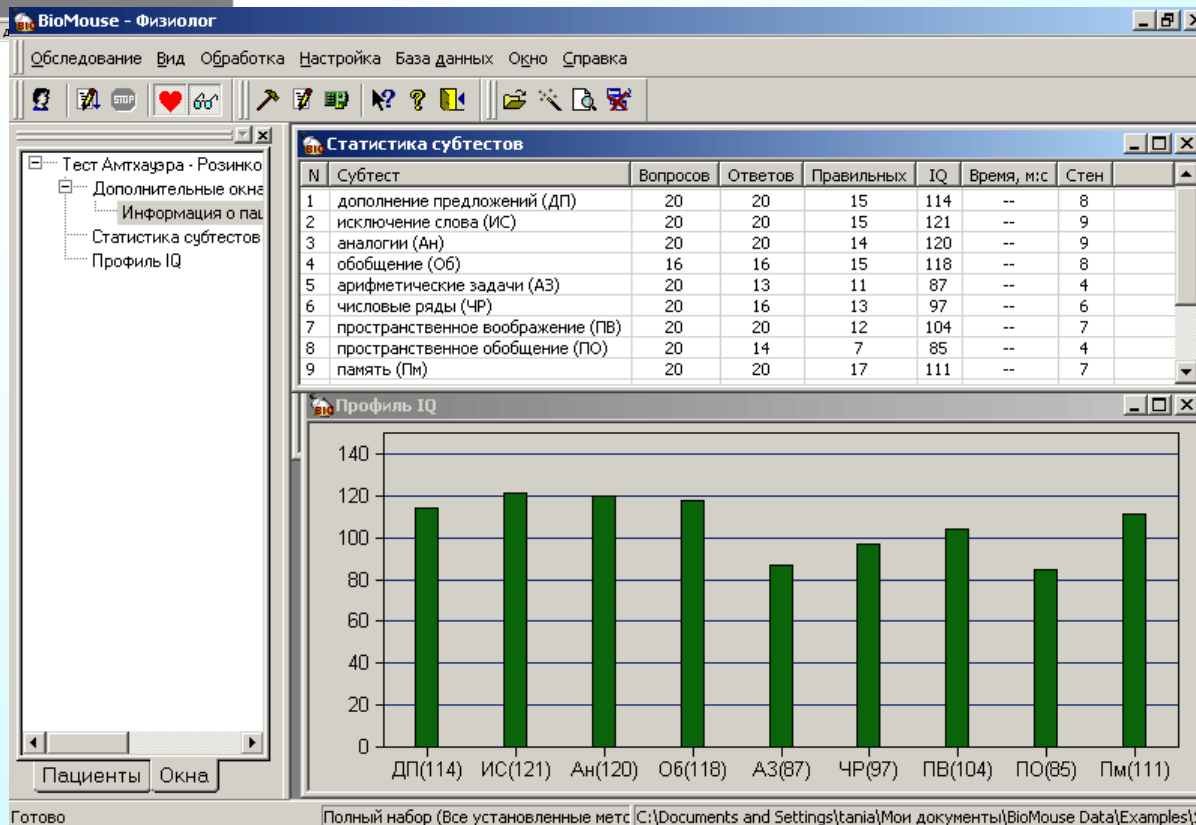 BioMouse - Физиолог
Обследование Вид Обработка Настройка База данных Окно Справка
STOP
Тест Амтхауэра - Розинко
Дополнительные окна
Информация о пац
Статистика субтестов
Профиль IQ
Пациенты Окна
Статистика субтестов
N Субтест Вопросов Ответов Правильных IQ Время, м:с Стен
1 дополнение предложений (ДП) 20 20 15 114 -- 8
2 исключение слова (ИС) 20 20 15 121 -- 9
3 аналогии (Ан) 20 20 14 120 -- 9
4 обобщение (Об) 16 16 15 118 -- 8
5 арифметические задачи (АЗ) 20 13 11 87 -- 4
6 числовые ряды (ЧР) 20 16 13 97 -- 6
7 пространственное воображение (ПВ) 20 20 12 104 -- 7
8 пространственное обобщение (ПО) 20 14 7 85 -- 4
9 память (Пм) 20 20 17 111 -- 7
Профиль IQ
140
120
100
80
60
40
20
0
ДП(114) ИС(121) Ан(120) Об(118) АЗ(87) ЧР(97) ПВ(104) ПО(85) Пм(111)
Готово Полный набор (Все установленные метс C:\Documents and Settings\tania\Мои документы\BioMouse Data\Examples\